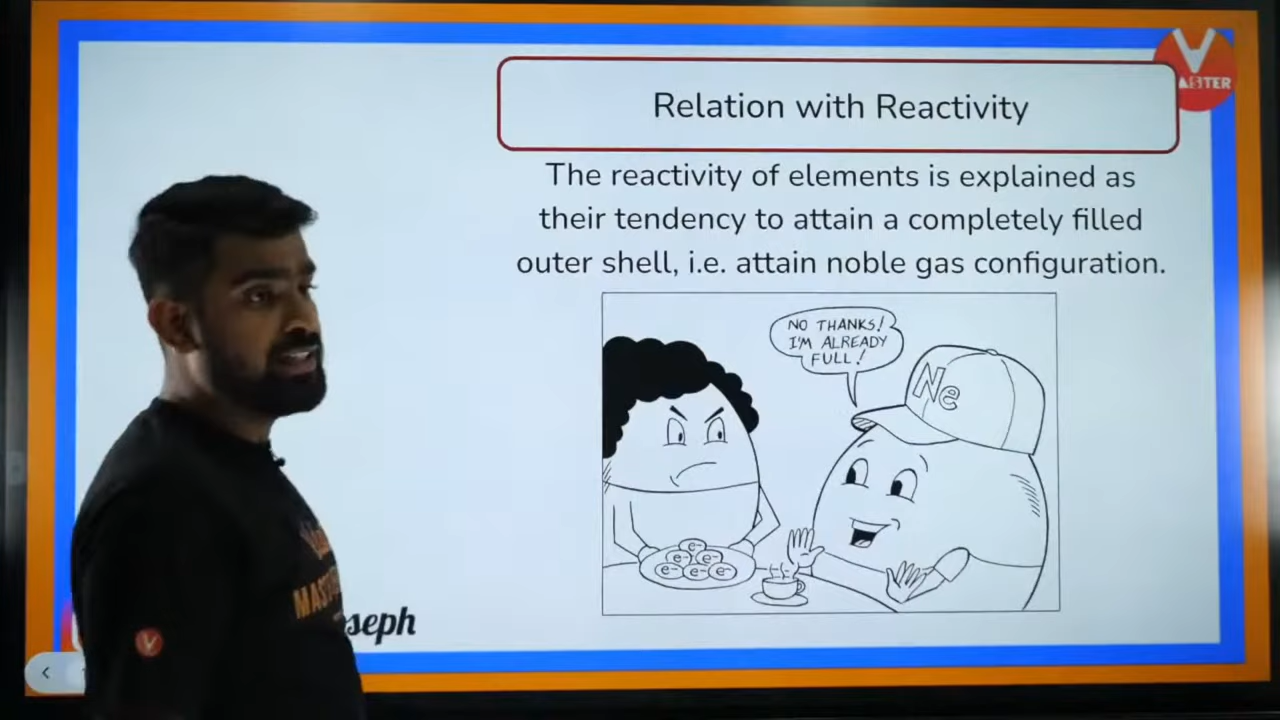 Relation with Reactivity
The reactivity of elements is explained as
their tendency to attain a completely filled
outer shell, i.e. attain noble gas configuration.
NO THANKS!
I'M ALREADY
FULL!
Ne
e-
e- e-
e- e- e-
seph